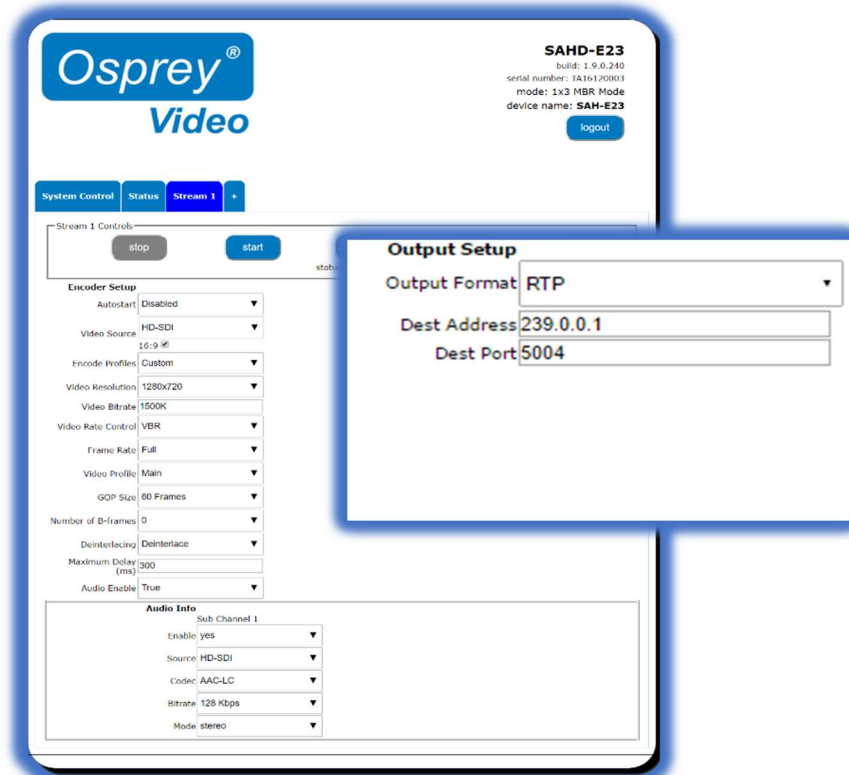 Osprey®
Video
SAHD-E23
build: 1.9.0.240
serial number: TA16120003
mode: 1x3 MBR Mode
device name: SAH-E23
logout
System Control Status Stream 1 +
Stream 1 Controls
stop start
status
Encoder Setup
Autostart Disabled
Video Source HD-SDI
16:9
Encode Profiles Custom
Video Resolution 1280x720
Video Bitrate 1500K
Video Rate Control VBR
Frame Rate Full
Video Profile Main
GOP Size 60 Frames
Number of B-frames 0
Deinterlacing Deinterlace
Maximum Delay
(ms) 300
Audio Enable True
Audio Info
Sub Channel 1
Enable yes
Source HD-SDI
Codec AAC-LC
Bitrate 128 Kbps
Mode stereo
Output Setup
Output Format RTP
Dest Address 239.0.0.1
Dest Port 5004